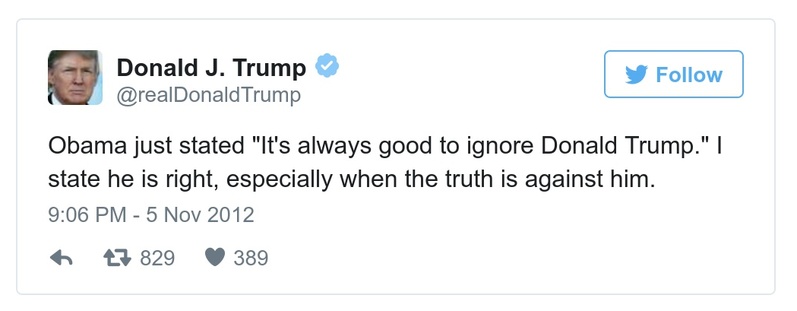 Donald J. Trump
@realDonaldTrump
Follow
Obama just stated "It's always good to ignore Donald Trump." I
state he is right, especially when the truth is against him.
9:06 PM - 5 Nov 2012
829 389